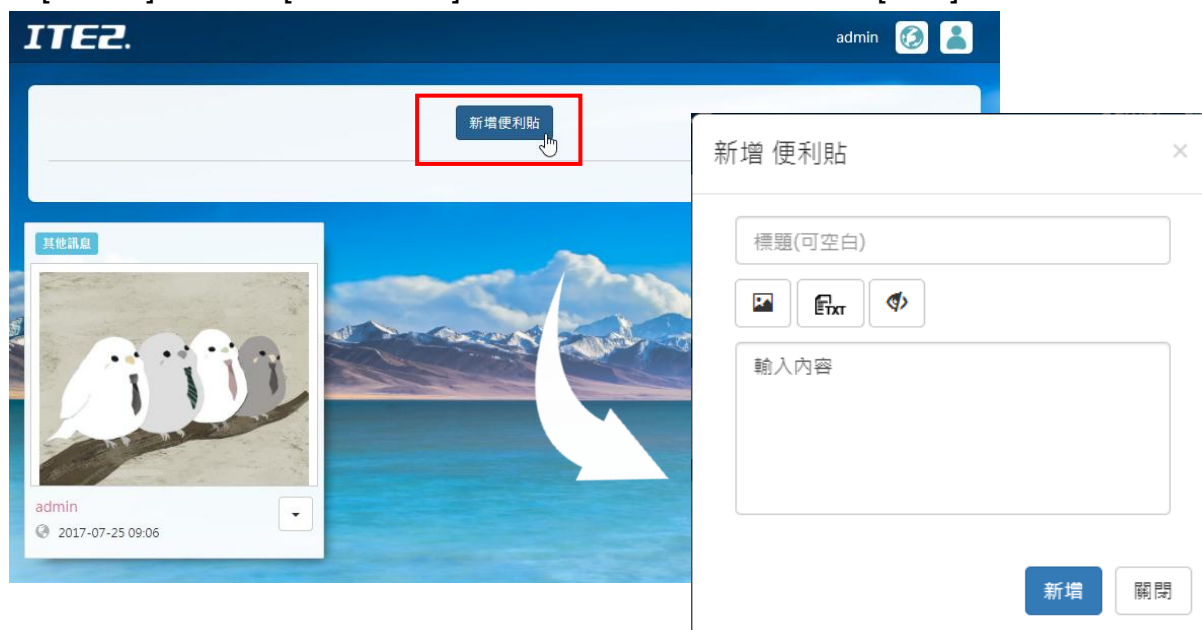 ITE2.
admin
新增便利貼
其他訊息
admin
2017-07-25 09:06
新增 便利貼
×
標題(可空白)
TXT
輸入內容
新增
關閉